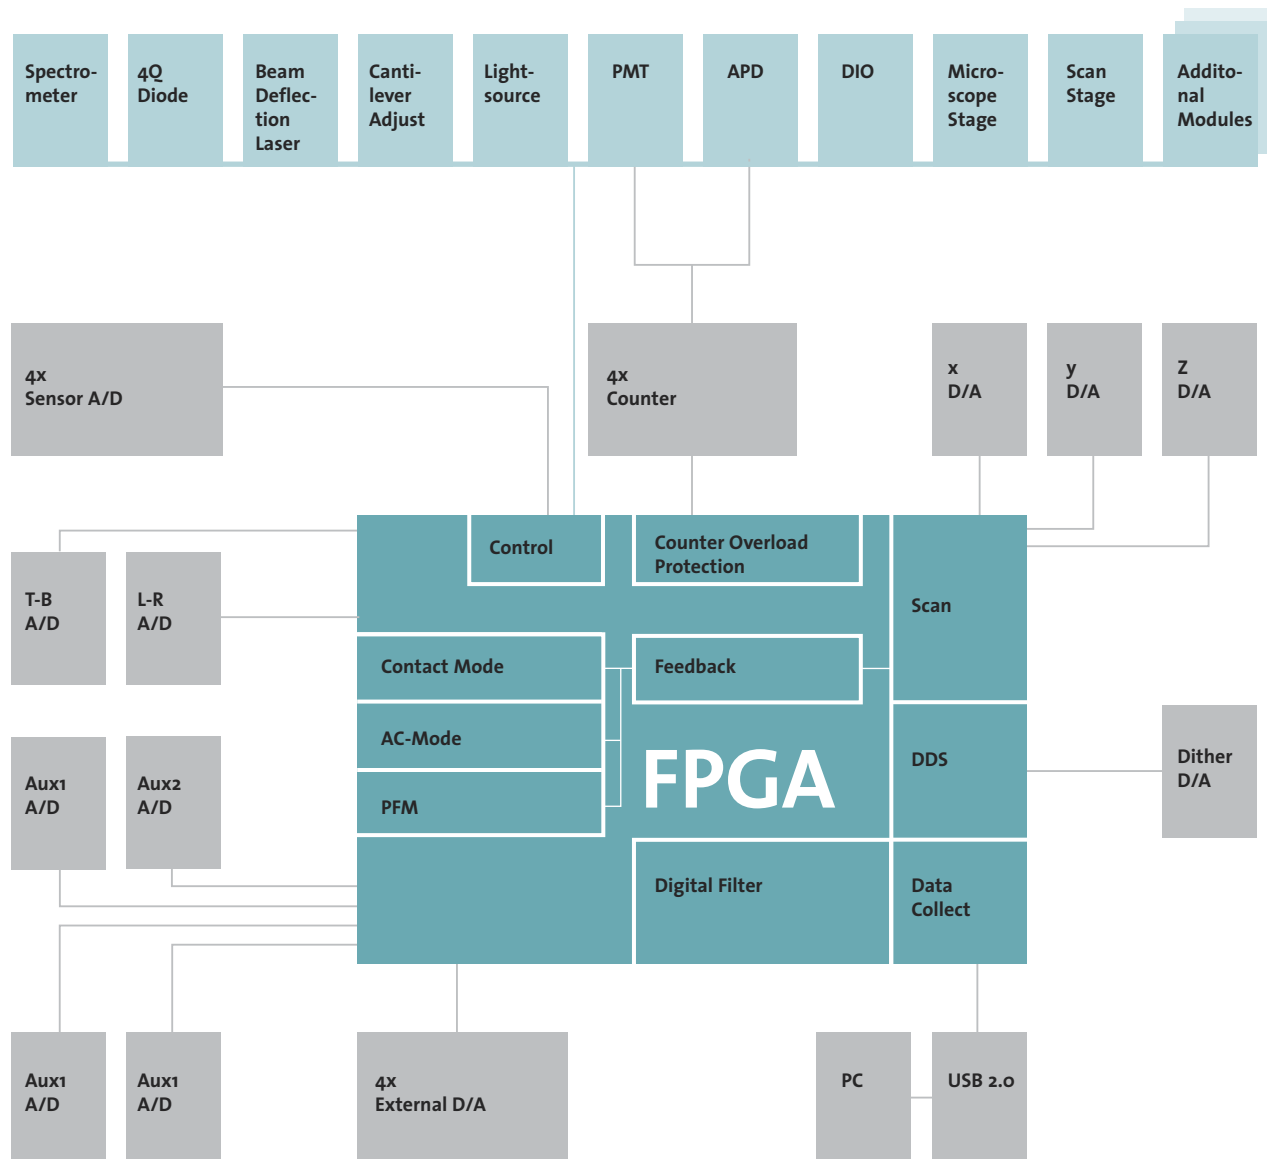 Spectro-
meter
4Q
Diode
Beam
Deflec-
tion
Laser
Canti-
lever
Adjust
Light-
source
PMT
APD
DIO
Micro-
scope
Stage
Scan
Stage
Addito-
nal
Modules
4x
Sensor A/D
4x
Counter
x
D/A
y
D/A
Z
D/A
Control
Counter Overload
Protection
Scan
T-B
A/D
L-R
A/D
Contact Mode
Feedback
AC-Mode
FPGA
DDS
Dither
D/A
Aux1
A/D
Aux2
A/D
PFM
Digital Filter
Data
Collect
Aux1
A/D
Aux1
A/D
4x
External D/A
PC
USB 2.0